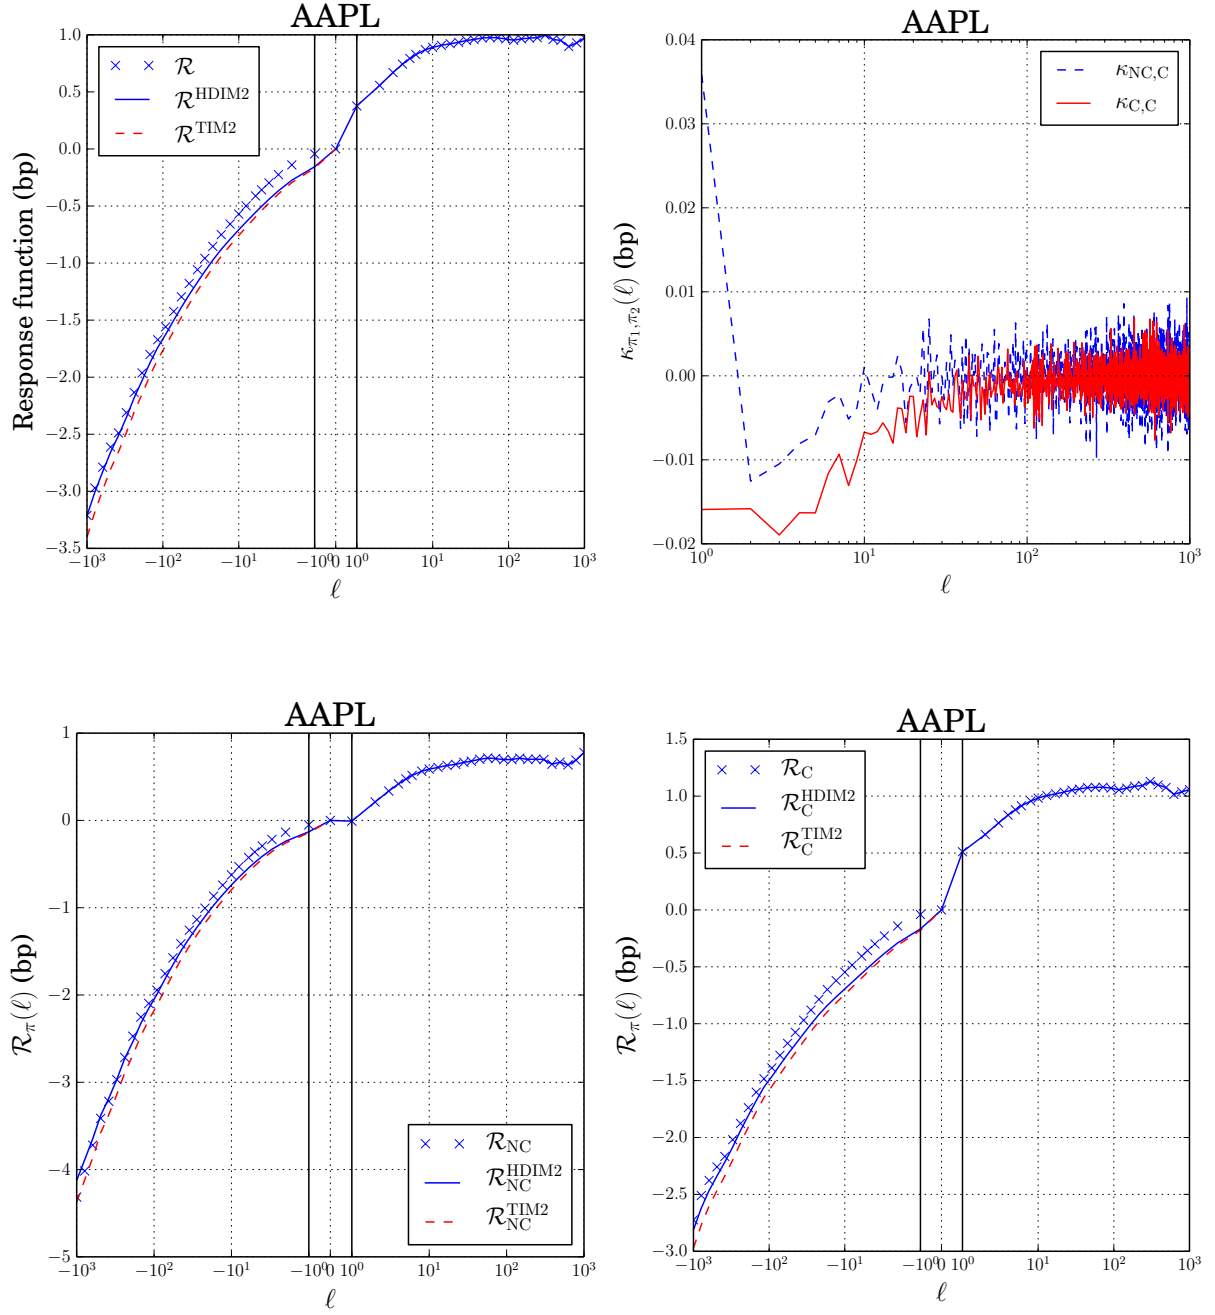 AAPL
Response function (bp)
1.0
0.5
0.0
−0.5
−1.0
−1.5
−2.0
−2.5
−3.0
−3.5
ℛ
ℛ^HDIM2
ℛ^TIM2
−10³ −10² −10¹ −10⁰ 0 10⁰ 10¹ 10² 10³
ℓ
AAPL
κ_{π₁,π₂}(ℓ) (bp)
0.04
0.03
0.02
0.01
0.00
−0.01
−0.02
κ_{NC,C}
κ_{C,C}
10⁰ 10¹ 10² 10³
ℓ
AAPL
ℛ_π(ℓ) (bp)
1
0
−1
−2
−3
−4
−5
ℛ_NC
ℛ_NC^HDIM2
ℛ_NC^TIM2
−10³ −10² −10¹ −10⁰ 0 10⁰ 10¹ 10² 10³
ℓ
AAPL
ℛ_π(ℓ) (bp)
1.5
1.0
0.5
0.0
−0.5
−1.0
−1.5
−2.0
−2.5
−3.0
ℛ_C
ℛ_C^HDIM2
ℛ_C^TIM2
−10³ −10² −10¹ −10⁰ 0 10⁰ 10¹ 10² 10³
ℓ